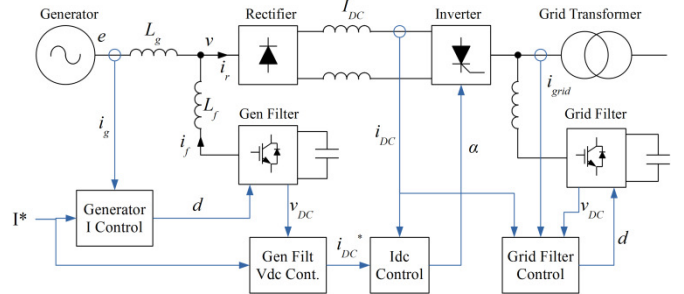 Generator
L_g
Rectifier
I_DC
Inverter
Grid Transformer
e
v
i_r
i_grid
L_f
Gen Filter
Grid Filter
i_g
i_f
i_DC
α
I*
Generator
I Control
d
v_DC
v_DC
d
Gen Filt
Vdc Cont.
i_DC*
Idc
Control
Grid Filter
Control